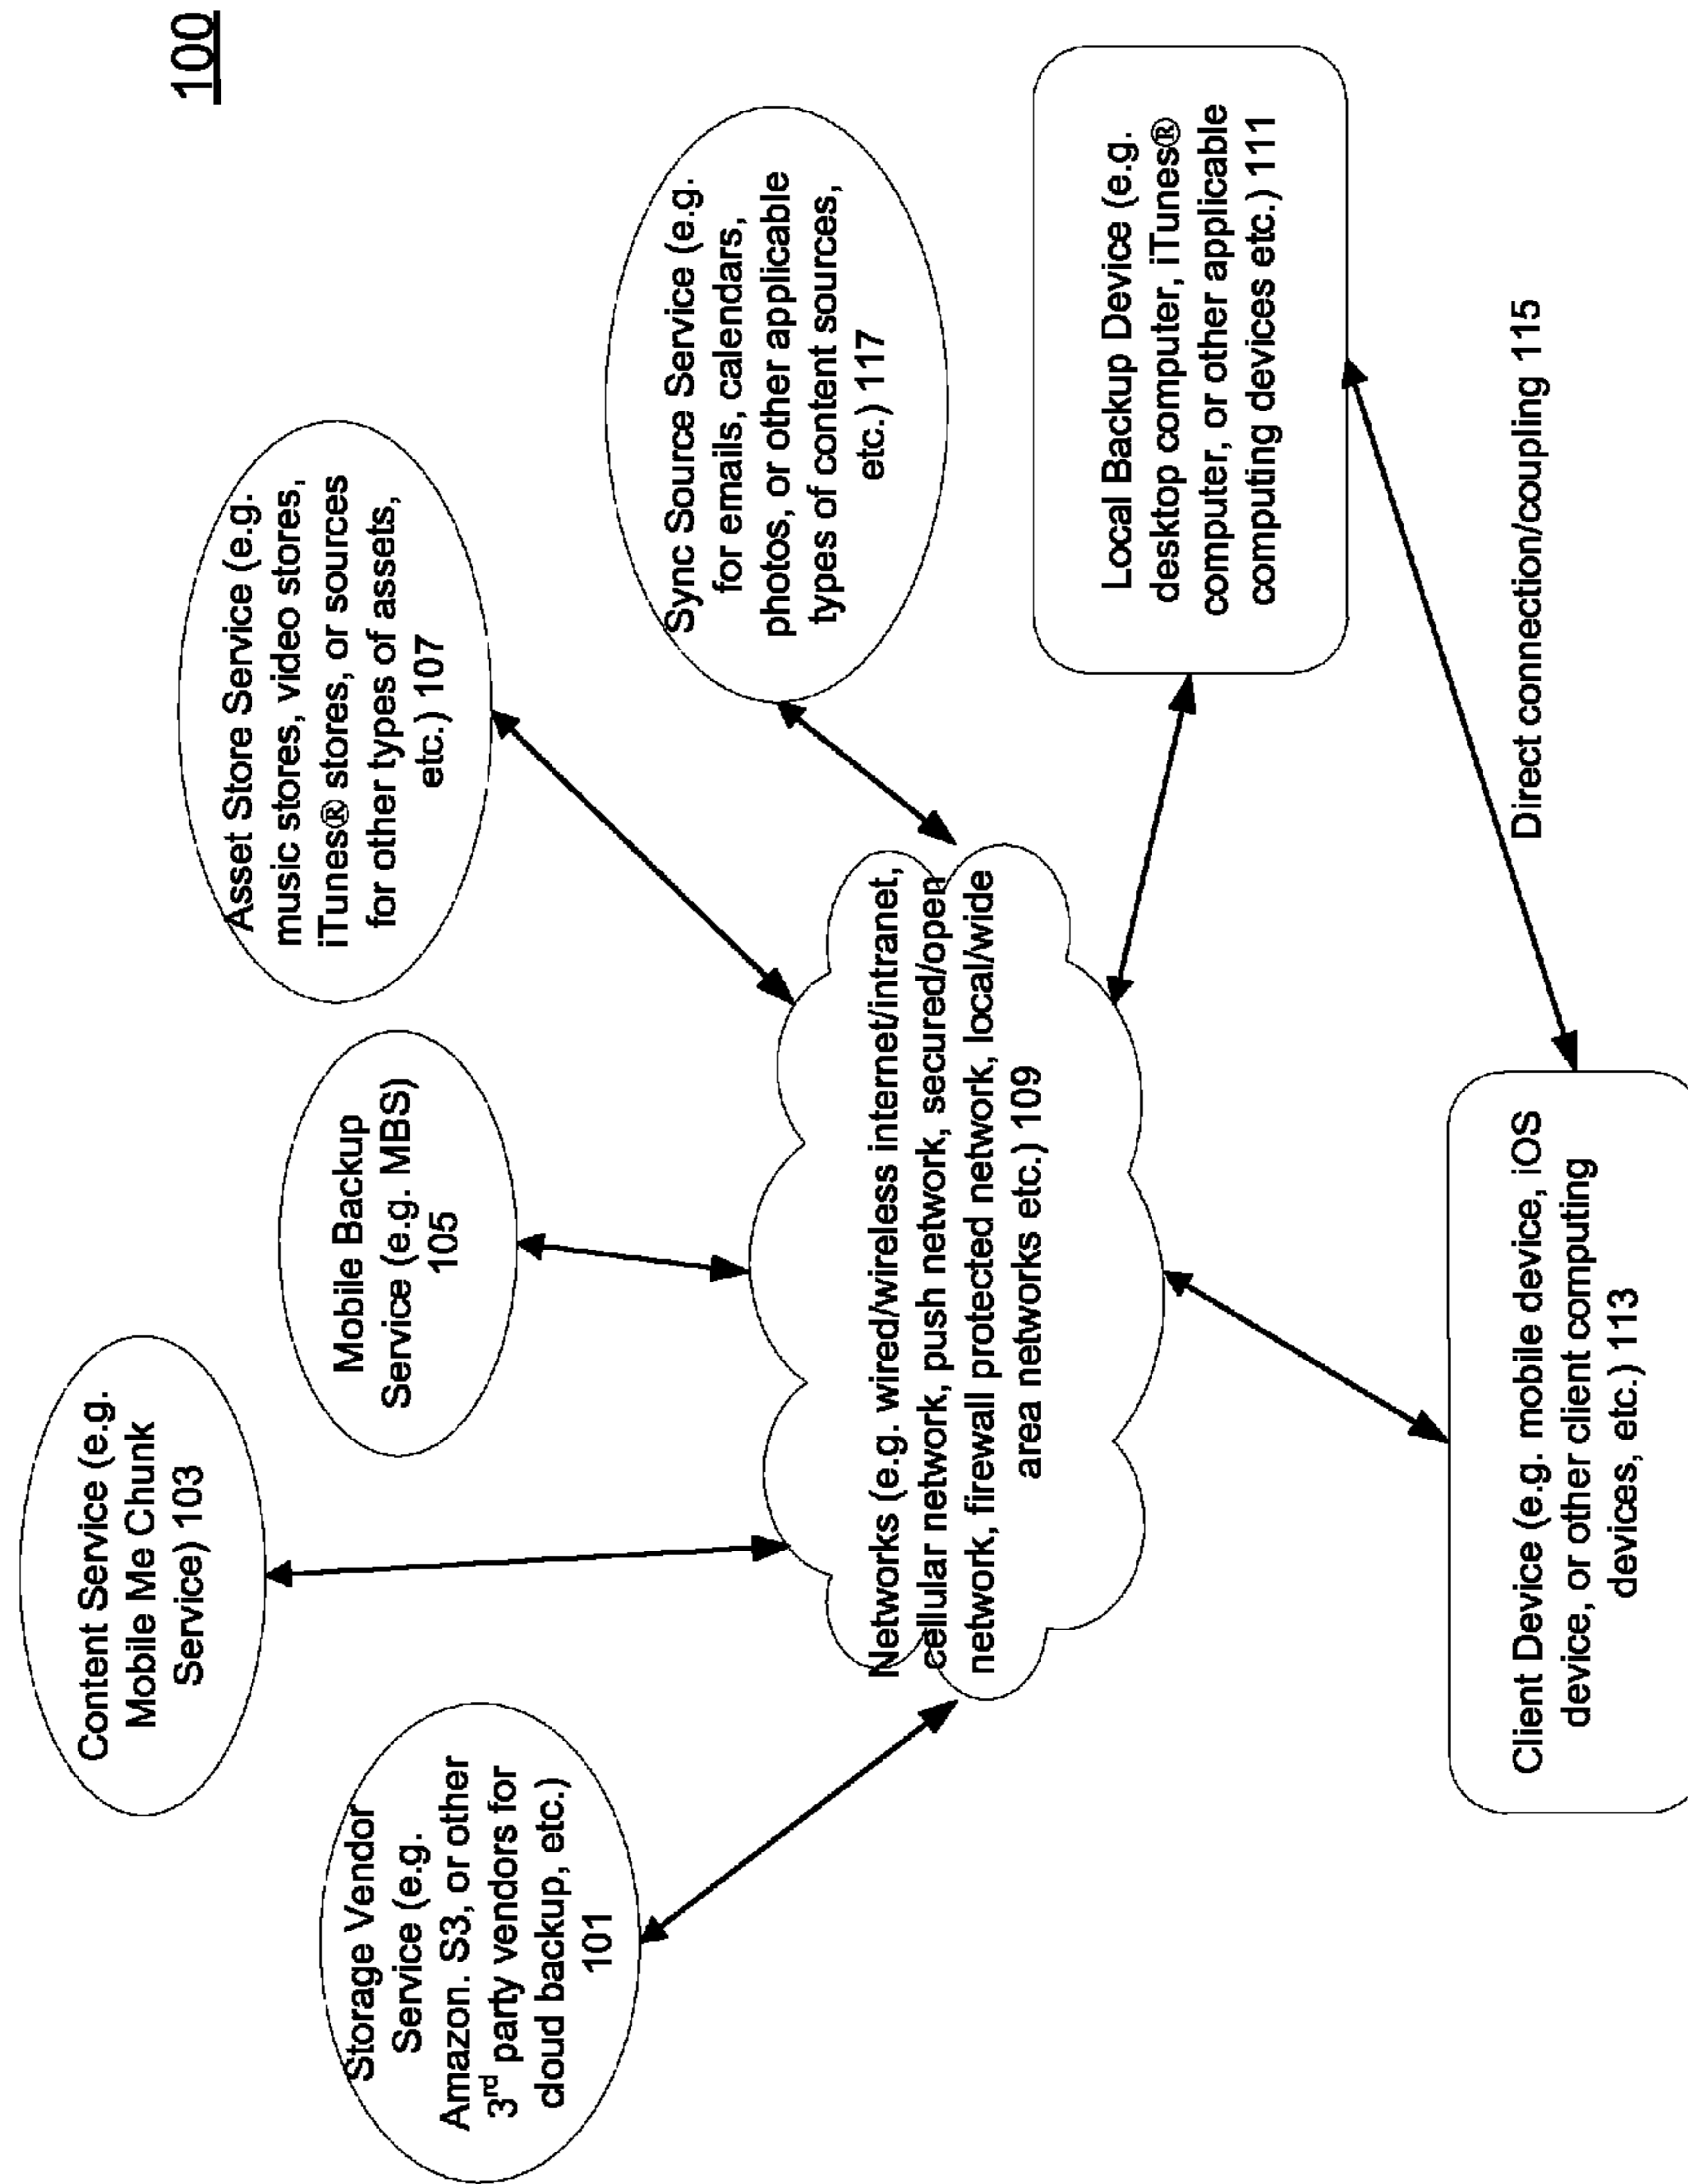 100
Content Service (e.g.
Mobile Me Chunk
Service) 103
Storage Vendor
Service (e.g.
Amazon. S3, or other
3rd party vendors for
cloud backup, etc.)
101
Mobile Backup
Service (e.g. MBS)
105
Asset Store Service (e.g.
music stores, video stores,
iTunes® stores, or sources
for other types of assets,
etc.) 107
Sync Source Service (e.g.
for emails, calendars,
photos, or other applicable
types of content sources,
etc.) 117
Networks (e.g. wired/wireless internet/intranet,
cellular network, push network, secured/open
network, firewall protected network, local/wide
area networks etc.) 109
Local Backup Device (e.g.
desktop computer, iTunes®
computer, or other applicable
computing devices etc.) 111
Direct connection/coupling 115
Client Device (e.g. mobile device, iOS
device, or other client computing
devices, etc.) 113